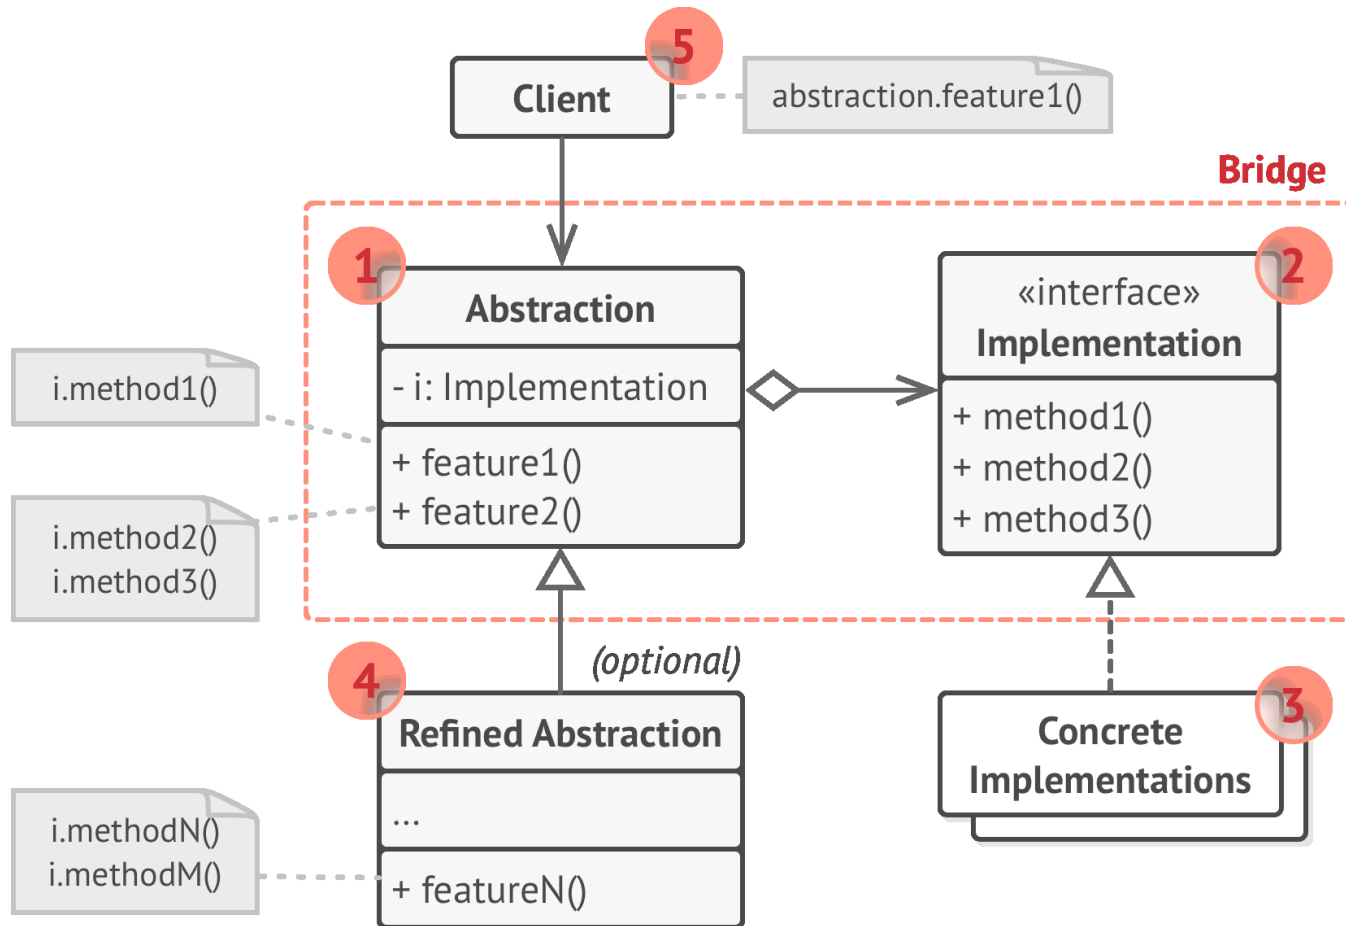 5
Client
abstraction.feature1()
Bridge
1
Abstraction
- i: Implementation
+ feature1()
+ feature2()
2
«interface»
Implementation
+ method1()
+ method2()
+ method3()
i.method1()
i.method2()
i.method3()
(optional)
4
Refined Abstraction
...
+ featureN()
3
Concrete
Implementations
i.methodN()
i.methodM()